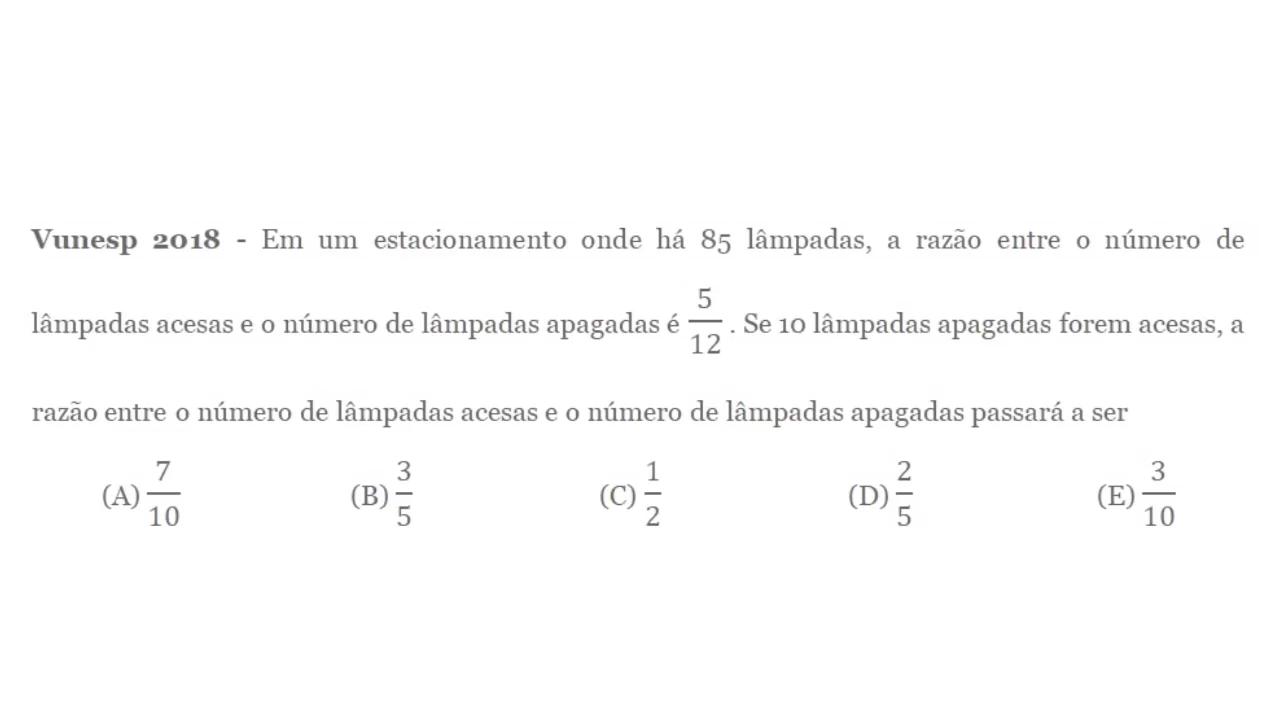 Vunesp 2018 - Em um estacionamento onde há 85 lâmpadas, a razão entre o número de
lâmpadas acesas e o número de lâmpadas apagadas é 5/12 . Se 10 lâmpadas apagadas forem acesas, a
razão entre o número de lâmpadas acesas e o número de lâmpadas apagadas passará a ser
(A) 7/10 (B) 3/5 (C) 1/2 (D) 2/5 (E) 3/10